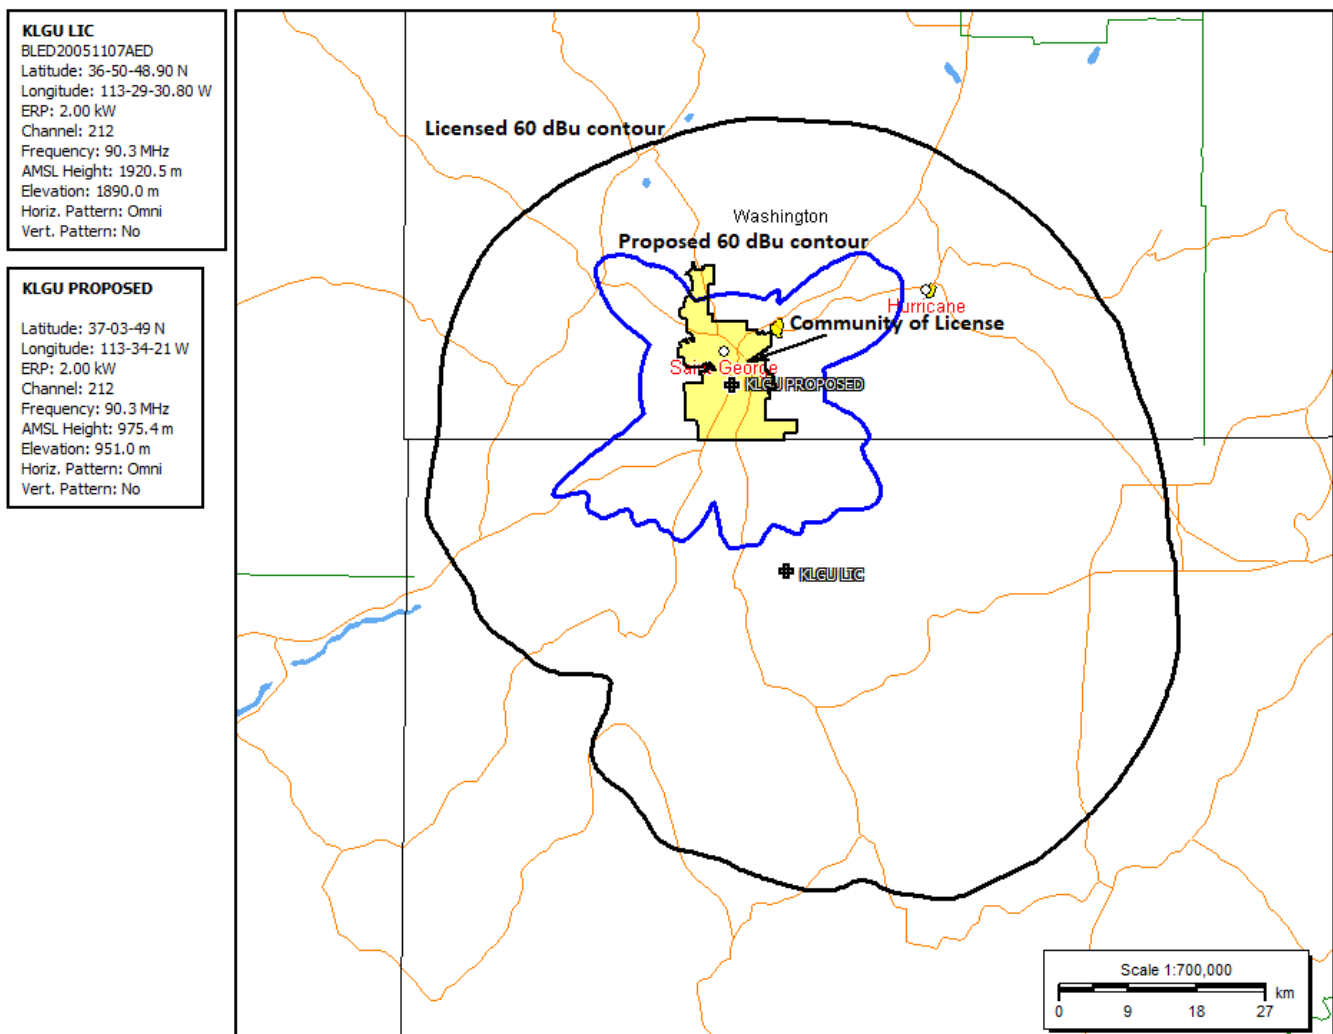 KLGU LIC
BLED20051107AED
Latitude: 36-50-48.90 N
Longitude: 113-29-30.80 W
ERP: 2.00 kW
Channel: 212
Frequency: 90.3 MHz
AMSL Height: 1920.5 m
Elevation: 1890.0 m
Horiz. Pattern: Omni
Vert. Pattern: No
KLGU PROPOSED
Latitude: 37-03-49 N
Longitude: 113-34-21 W
ERP: 2.00 kW
Channel: 212
Frequency: 90.3 MHz
AMSL Height: 975.4 m
Elevation: 951.0 m
Horiz. Pattern: Omni
Vert. Pattern: No
Licensed 60 dBu contour
Washington
Proposed 60 dBu contour
Hurricane
Community of License
Saint George
KLGU PROPOSED
KLGU LIC
Scale 1:700,000
km
0 9 18 27